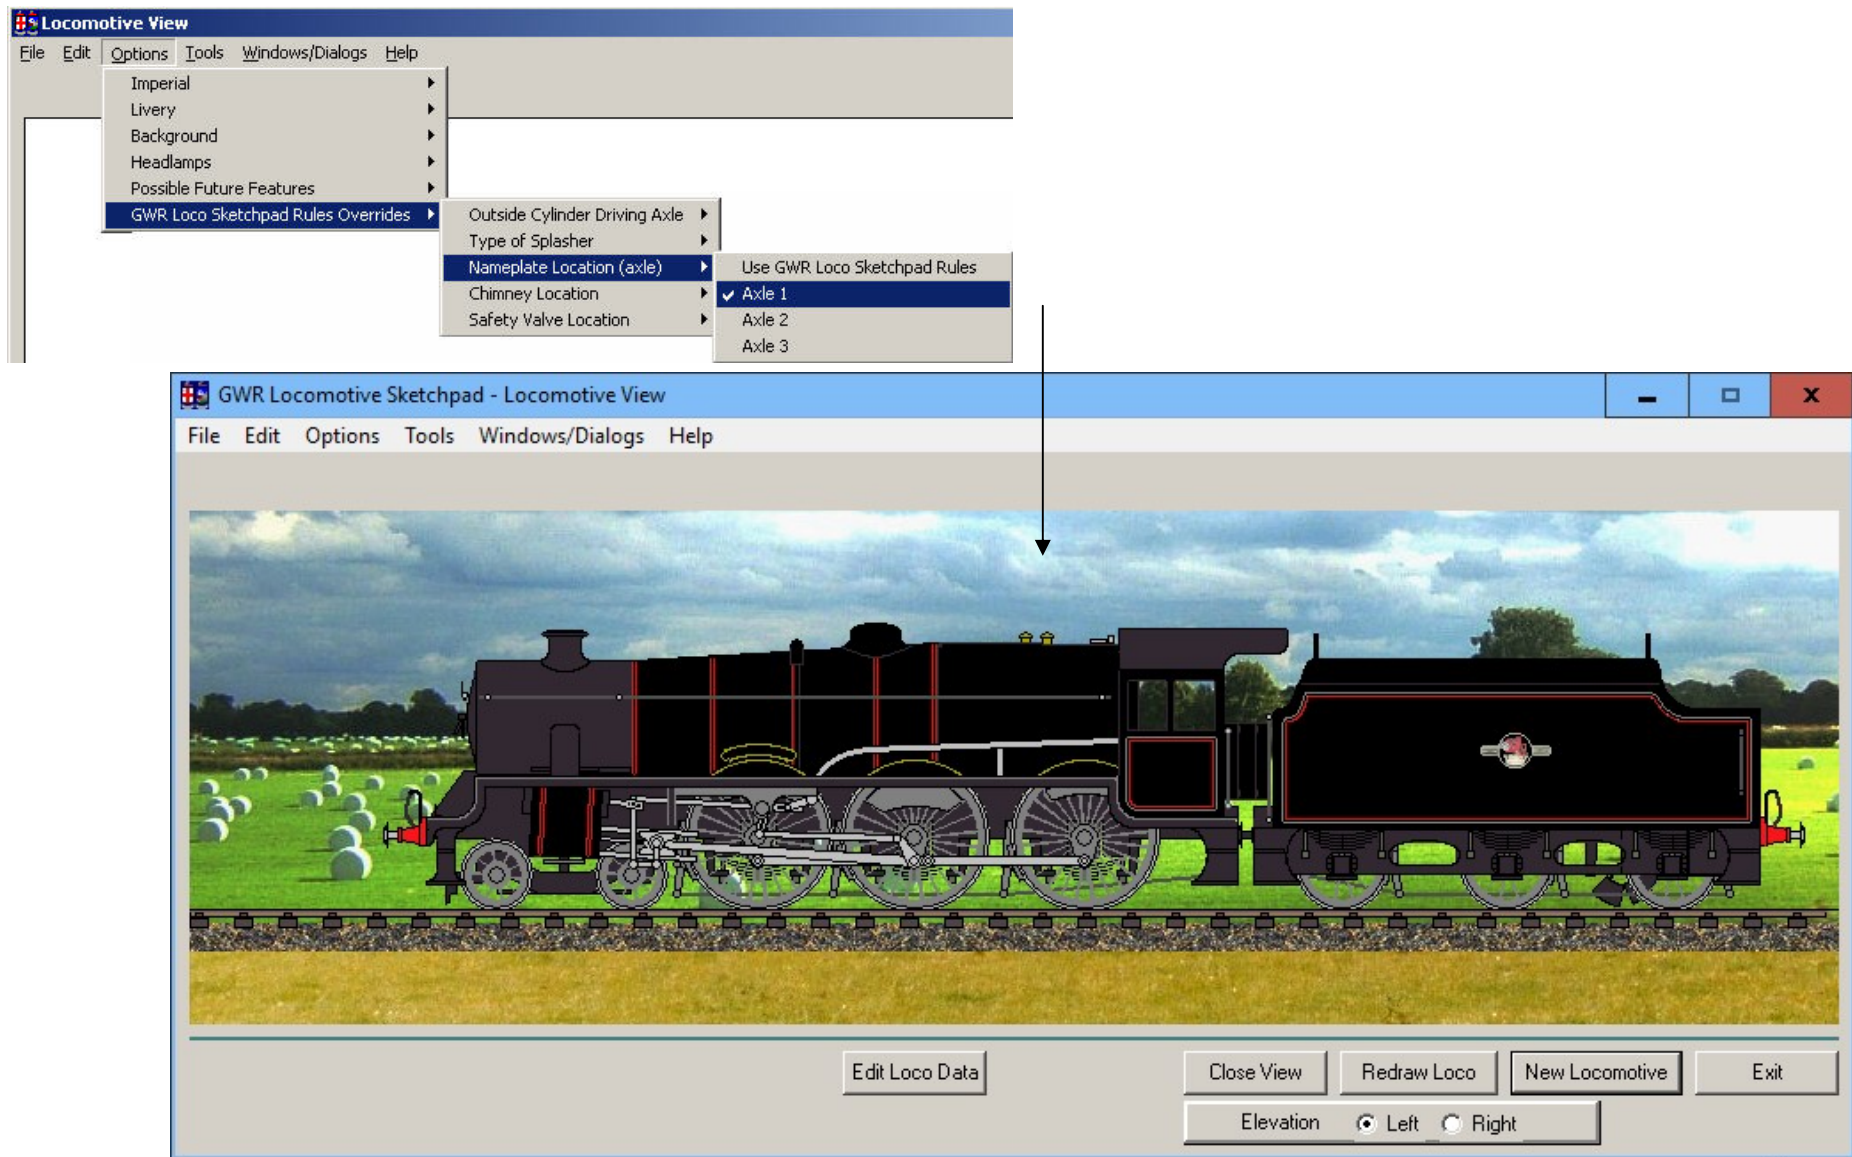 Locomotive View
File Edit Options Tools Windows/Dialogs Help
Imperial
Livery
Background
Headlamps
Possible Future Features
GWR Loco Sketchpad Rules Overrides
Outside Cylinder Driving Axle
Type of Splasher
Nameplate Location (axle)
Chimney Location
Safety Valve Location
Use GWR Loco Sketchpad Rules
Axle 1
Axle 2
Axle 3
GWR Locomotive Sketchpad - Locomotive View
File Edit Options Tools Windows/Dialogs Help
Edit Loco Data Close View Redraw Loco New Locomotive Exit
Elevation Left Right